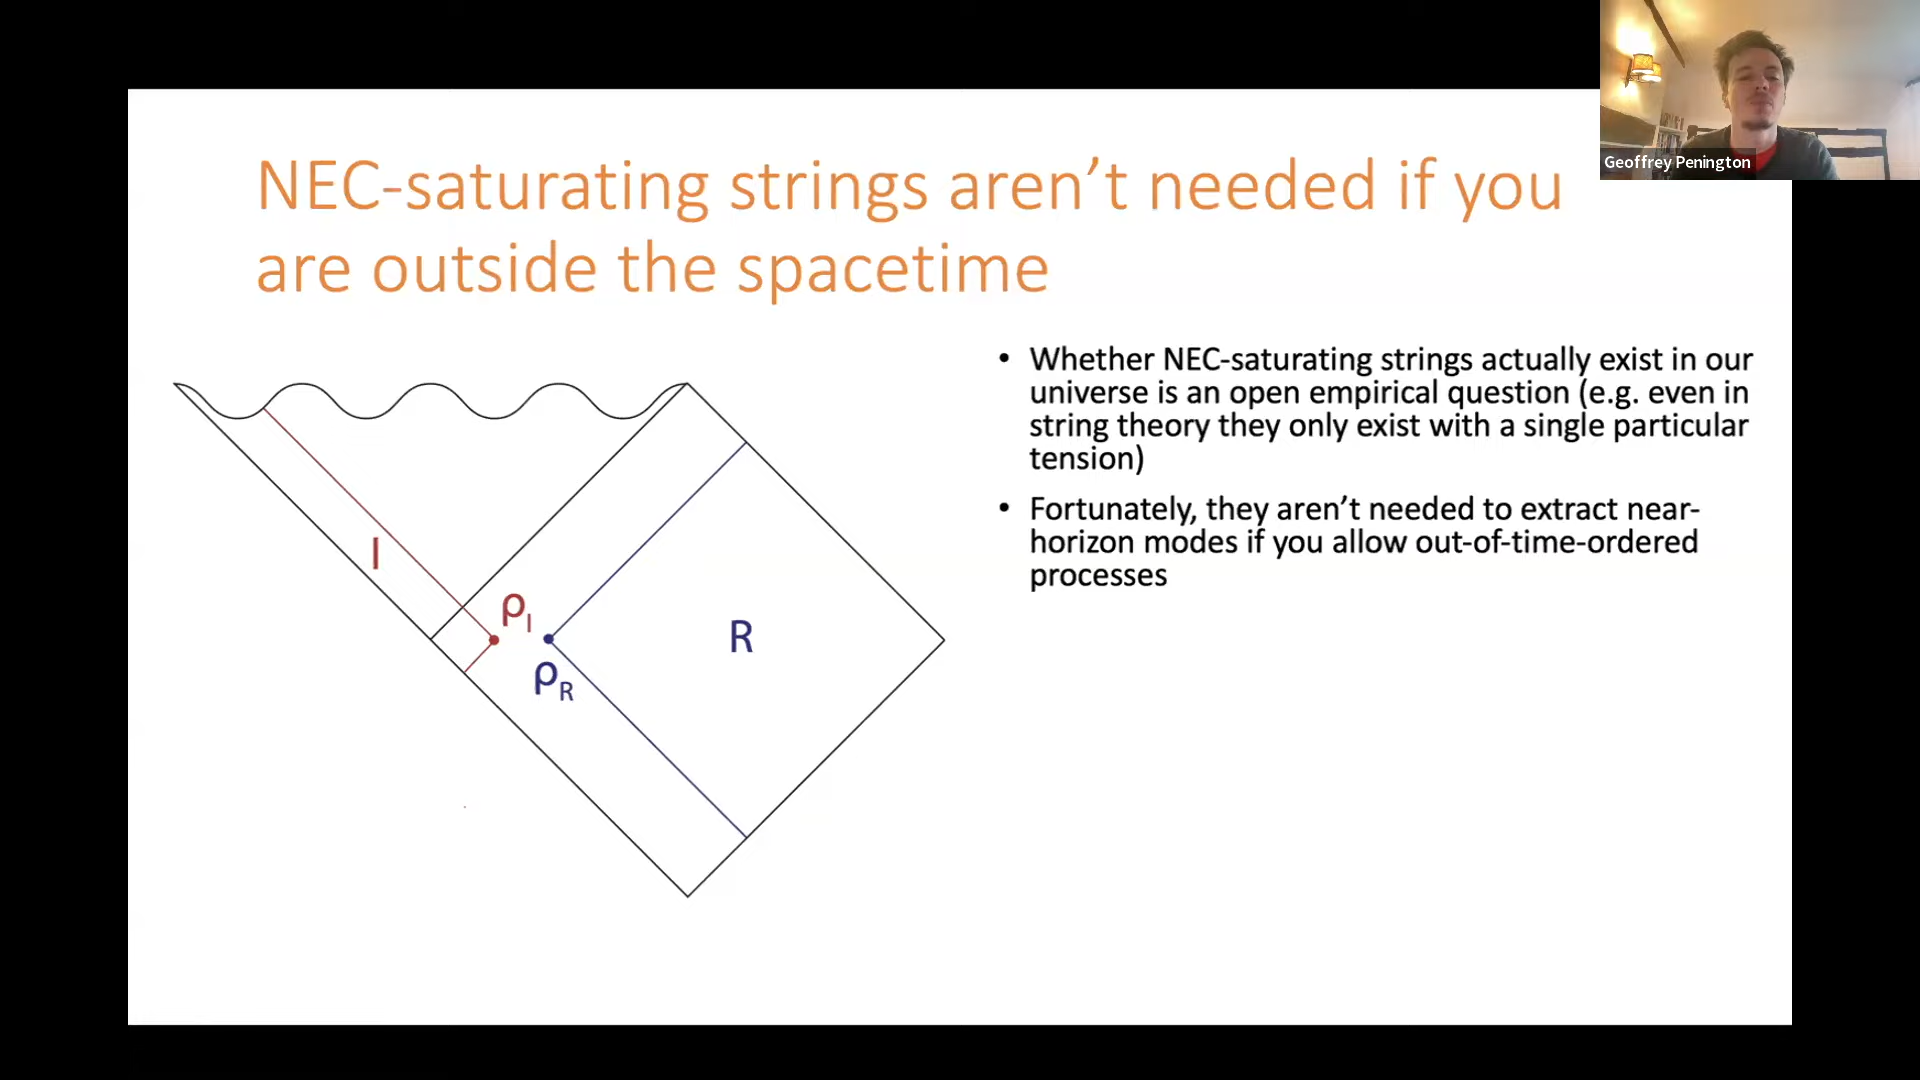 Geoffrey Penington
NEC-saturating strings aren’t needed if you
are outside the spacetime
• Whether NEC-saturating strings actually exist in our
universe is an open empirical question (e.g. even in
string theory they only exist with a single particular
tension)
• Fortunately, they aren’t needed to extract near-
horizon modes if you allow out-of-time-ordered
processes
I
ρI
R
ρR